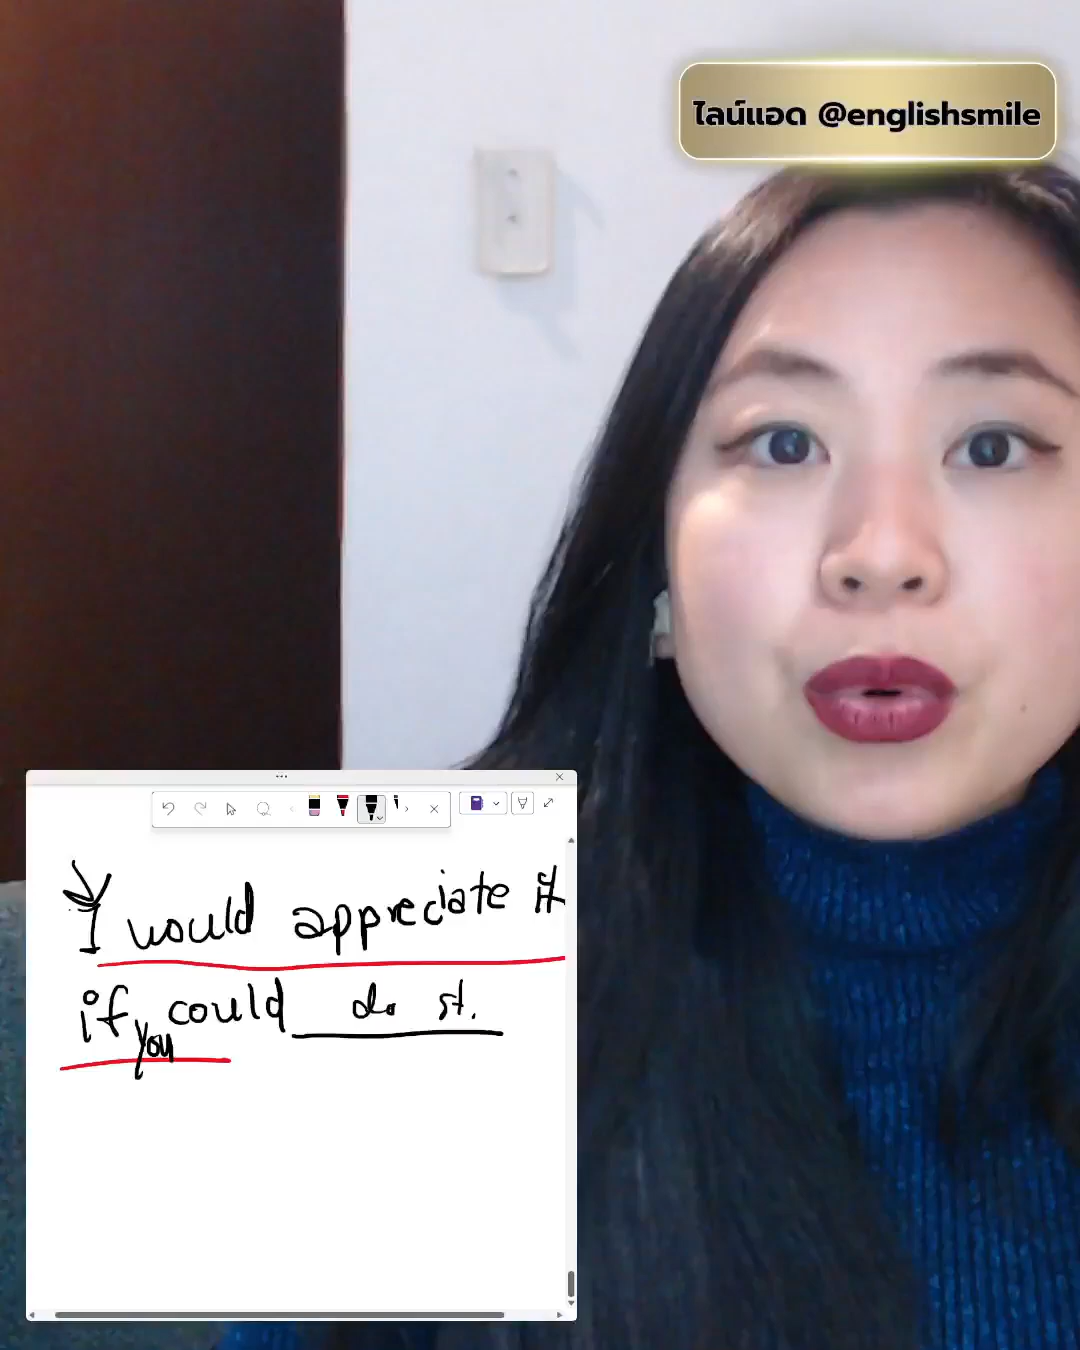 ไลน์แอด @englishsmile
I would appreciate it
if you could do st.